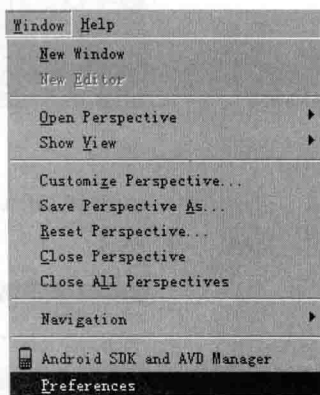 Window Help
New Window
New Editor
Open Perspective
Show View
Customize Perspective...
Save Perspective As...
Reset Perspective...
Close Perspective
Close All Perspectives
Navigation
Android SDK and AVD Manager
Preferences